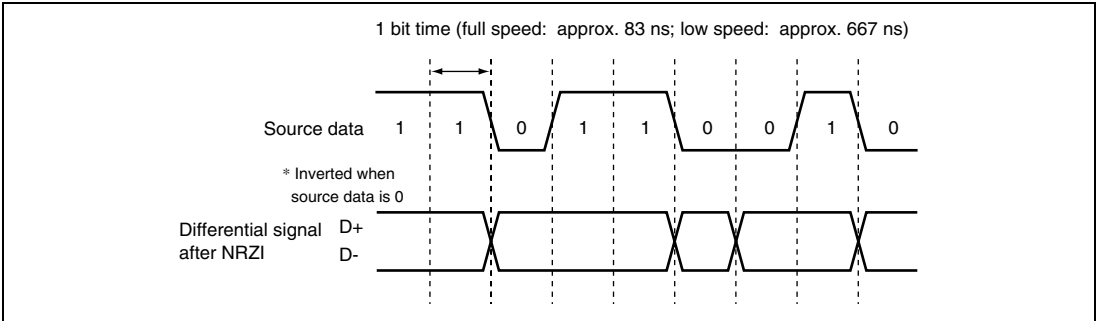 1 bit time (full speed: approx. 83 ns; low speed: approx. 667 ns)
Source data 1 1 0 1 1 0 0 1 0
* Inverted when
source data is 0
Differential signal D+
after NRZI D-